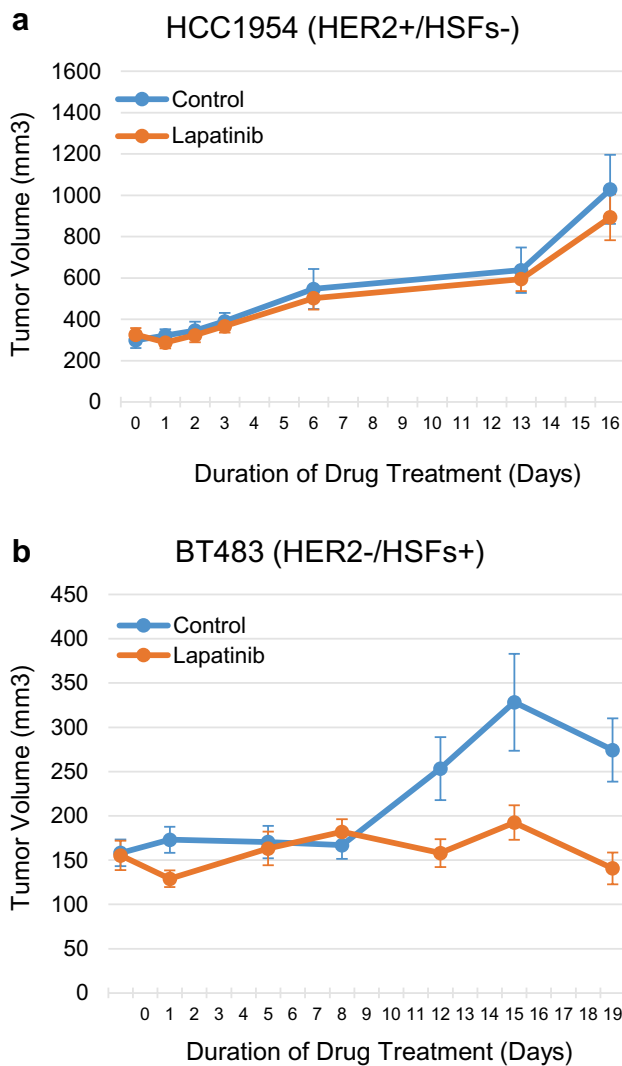 a
HCC1954 (HER2+/HSFs-)
1600
1400
1200
1000
800
600
400
200
0
Tumor Volume (mm3)
Control
Lapatinib
0 1 2 3 4 5 6 7 8 9 10 11 12 13 14 15 16
Duration of Drug Treatment (Days)
b
BT483 (HER2-/HSFs+)
450
400
350
300
250
200
150
100
50
0
Tumor Volume (mm3)
Control
Lapatinib
0 1 2 3 4 5 6 7 8 9 10 11 12 13 14 15 16 17 18 19
Duration of Drug Treatment (Days)